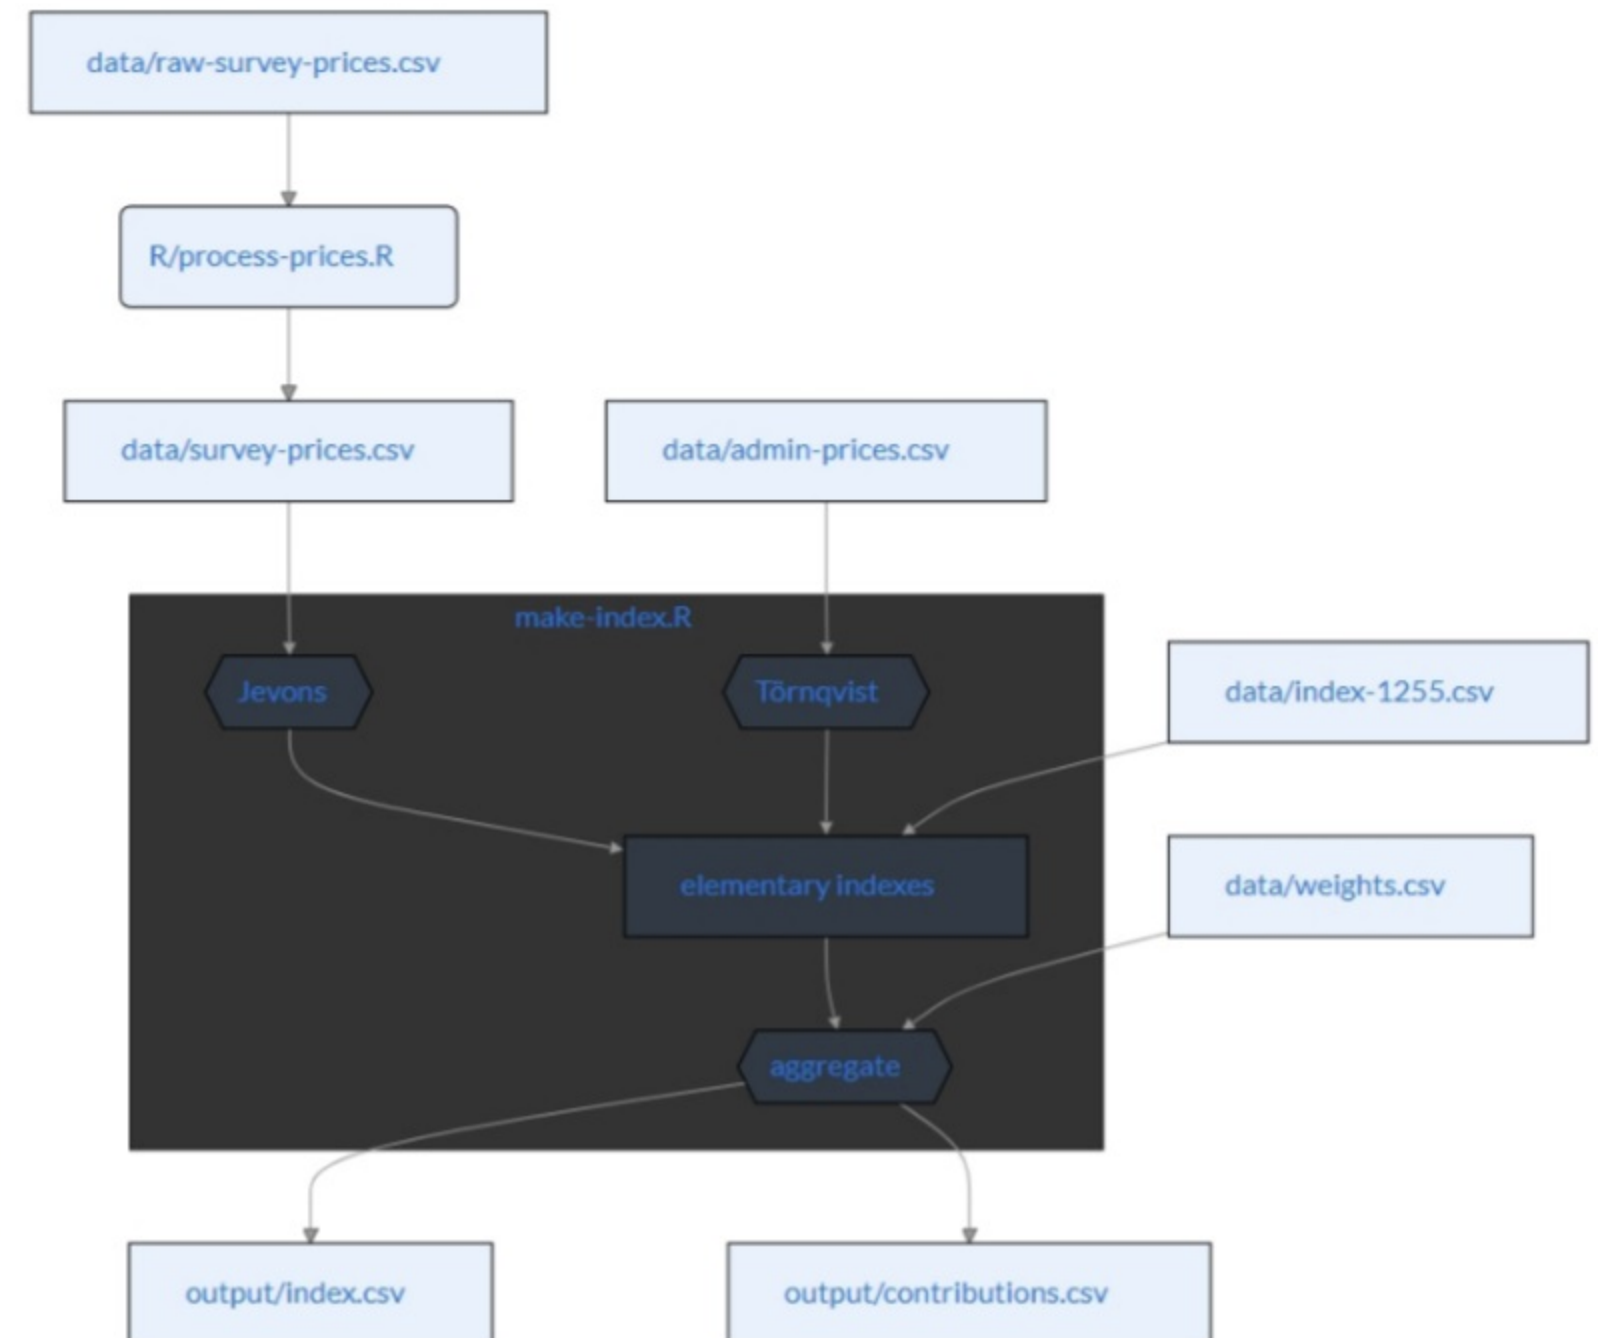 data/raw-survey-prices.csv
R/process-prices.R
data/survey-prices.csv
data/admin-prices.csv
make-index.R
Jevons
Törnqvist
data/index-1255.csv
elementary indexes
data/weights.csv
aggregate
output/index.csv
output/contributions.csv